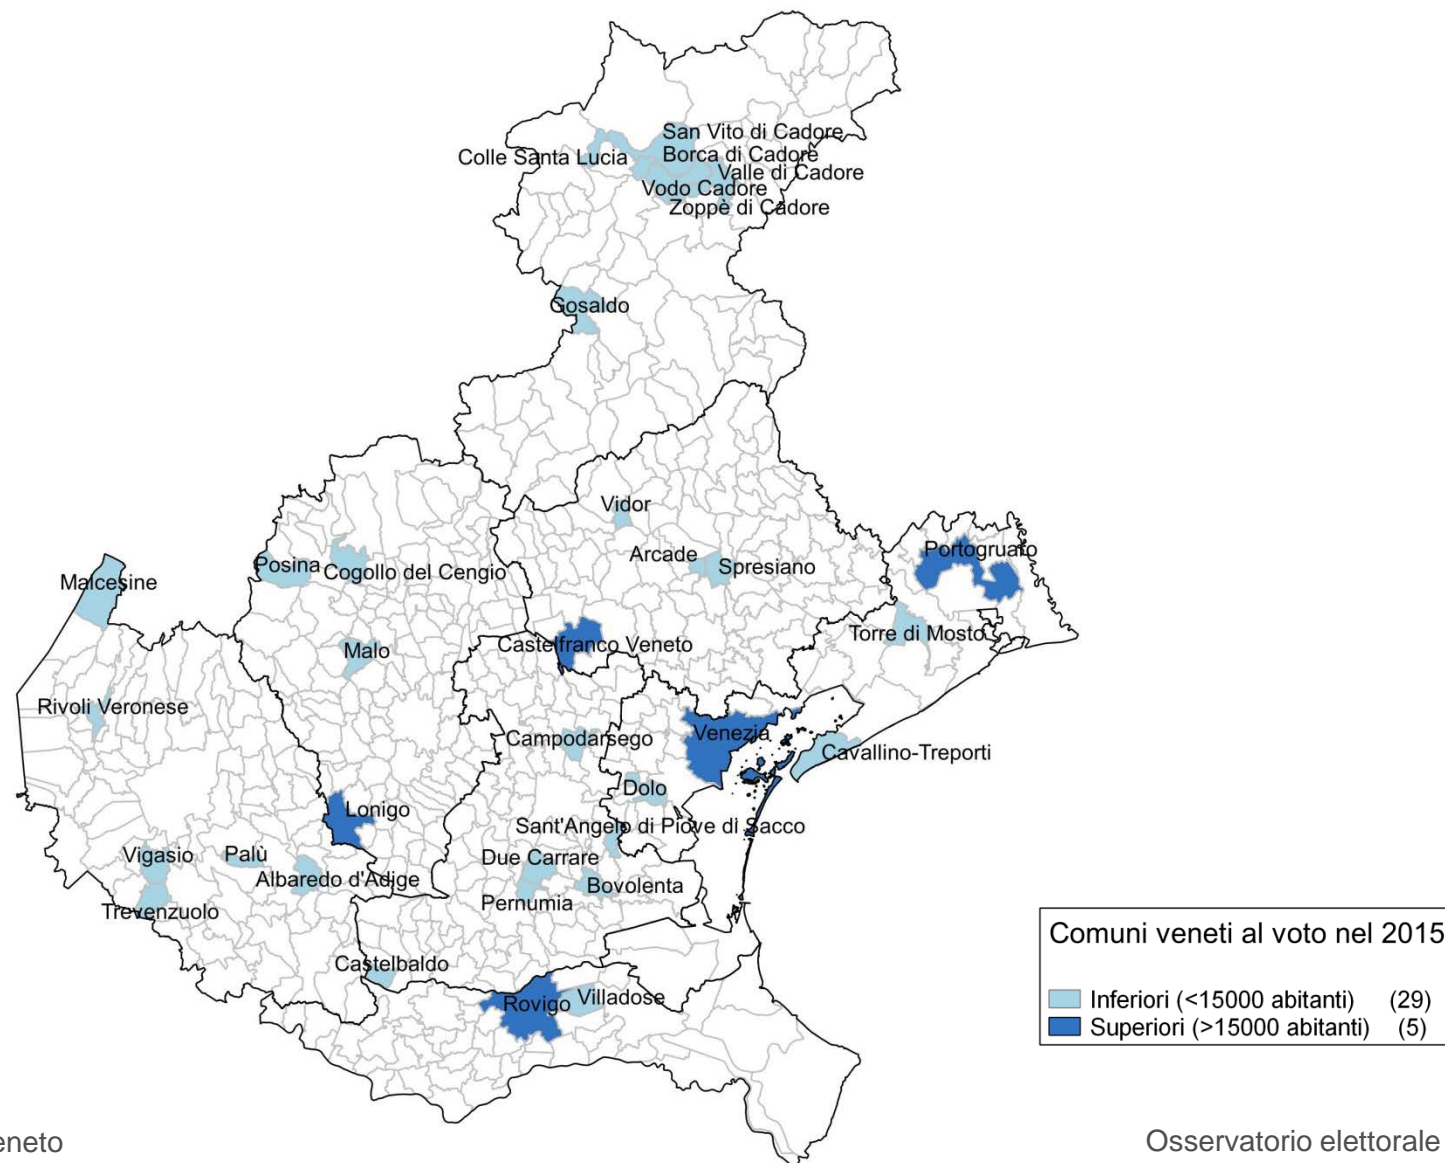 San Vito di Cadore
Colle Santa Lucia
Borca di Cadore
Valle di Cadore
Vodo Cadore
Zoppè di Cadore
Gosaldo
Vidor
Arcade
Spresiano
Portogruaro
Posina
Cogollo del Cengio
Malcesine
Torre di Mosto
Castelfranco Veneto
Malo
Rivoli Veronese
Venezia
Campodarsego
Cavallino-Treporti
Dolo
Lonigo
Sant'Angelo di Piove di Sacco
Vigasio
Palù
Due Carrare
Albaredo d'Adige
Bovolenta
Pernumia
Trevenzuolo
Castelbaldo
Rovigo
Villadose
Comuni veneti al voto nel 2015
Inferiori (<15000 abitanti) (29)
Superiori (>15000 abitanti) (5)
eneto
Osservatorio elettorale